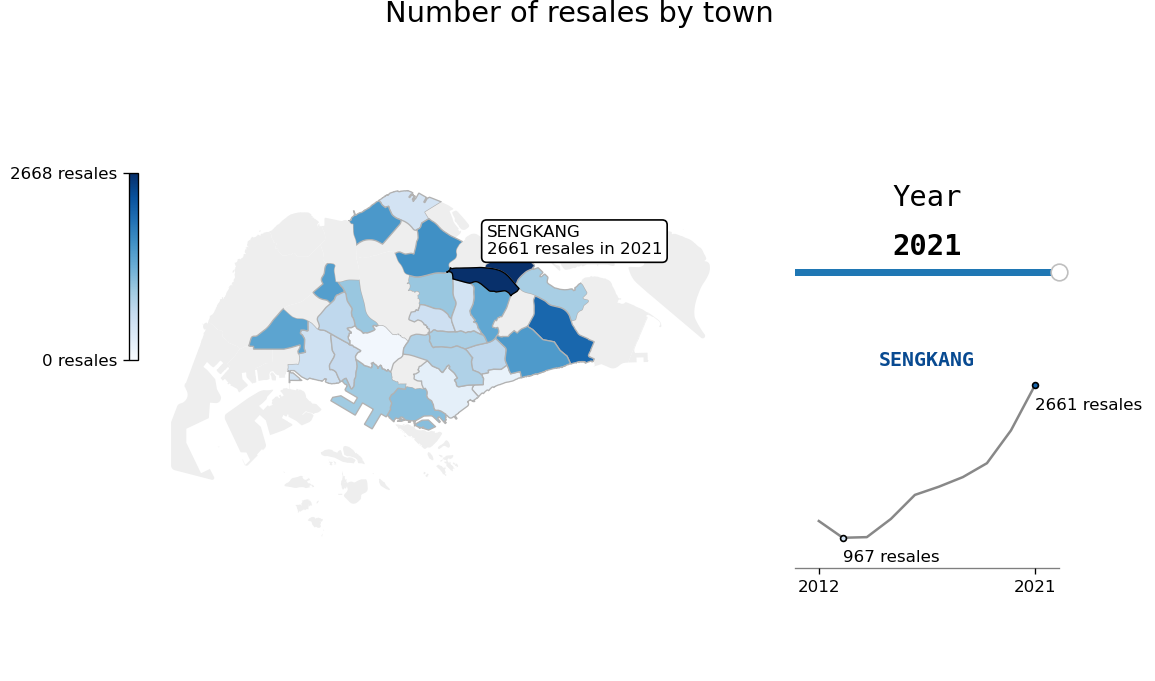 Number of resales by town
2668 resales
0 resales
SENGKANG
2661 resales in 2021
Year
2021
SENGKANG
2661 resales
967 resales
2012
2021